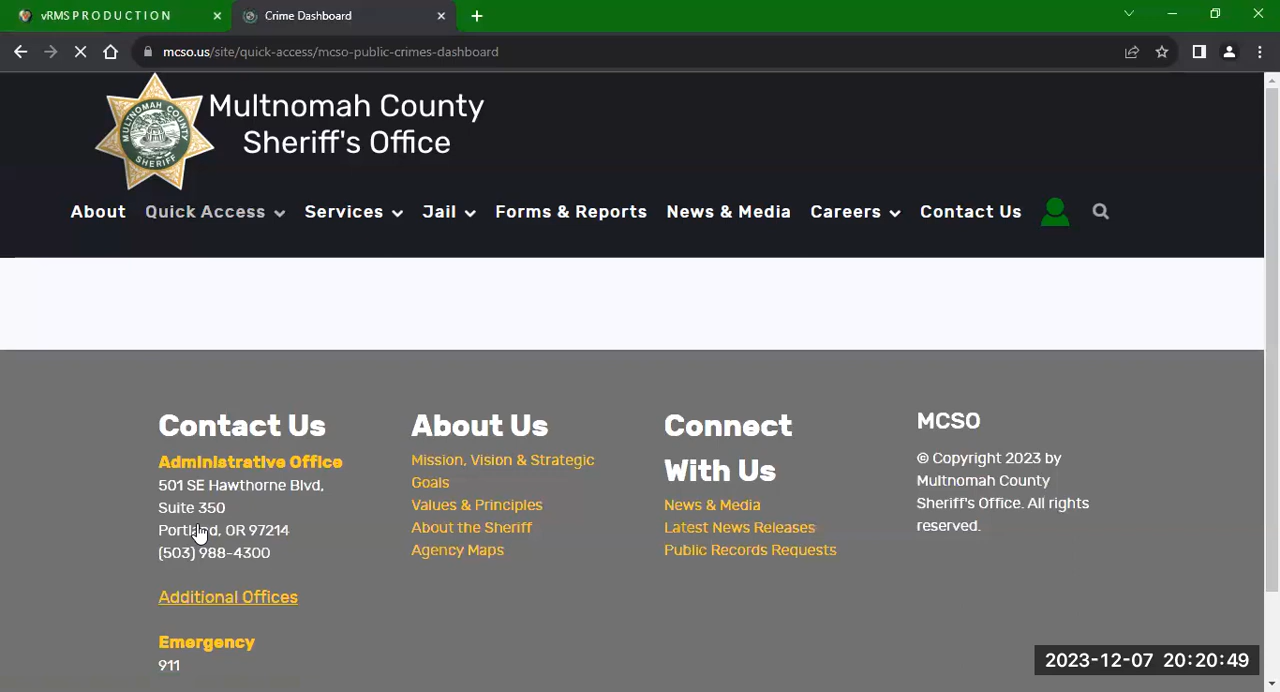 vRMS P R O D U C T I O N
Crime Dashboard
mcso.us/site/quick-access/mcso-public-crimes-dashboard
MULTNOMAH COUNTY
SHERIFF
Multnomah County
Sheriff's Office
About Quick Access Services Jail Forms & Reports News & Media Careers Contact Us
Contact Us
Administrative Office
501 SE Hawthorne Blvd,
Suite 350
Portland, OR 97214
(503) 988-4300
Additional Offices
Emergency
911
About Us
Mission, Vision & Strategic
Goals
Values & Principles
About the Sheriff
Agency Maps
Connect
With Us
News & Media
Latest News Releases
Public Records Requests
MCSO
© Copyright 2023 by
Multnomah County
Sheriff's Office. All rights
reserved.
2023-12-07 20:20:49